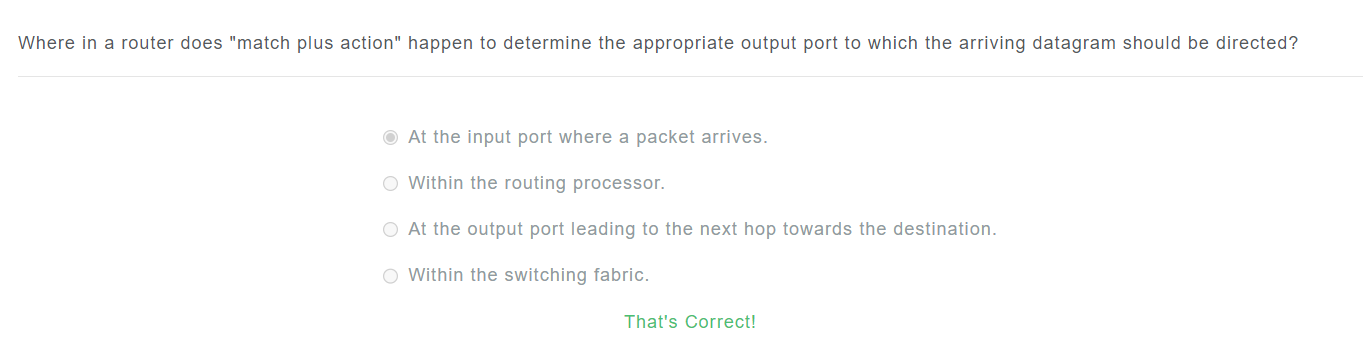 Where in a router does "match plus action" happen to determine the appropriate output port to which the arriving datagram should be directed?
At the input port where a packet arrives.
Within the routing processor.
At the output port leading to the next hop towards the destination.
Within the switching fabric.
That's Correct!